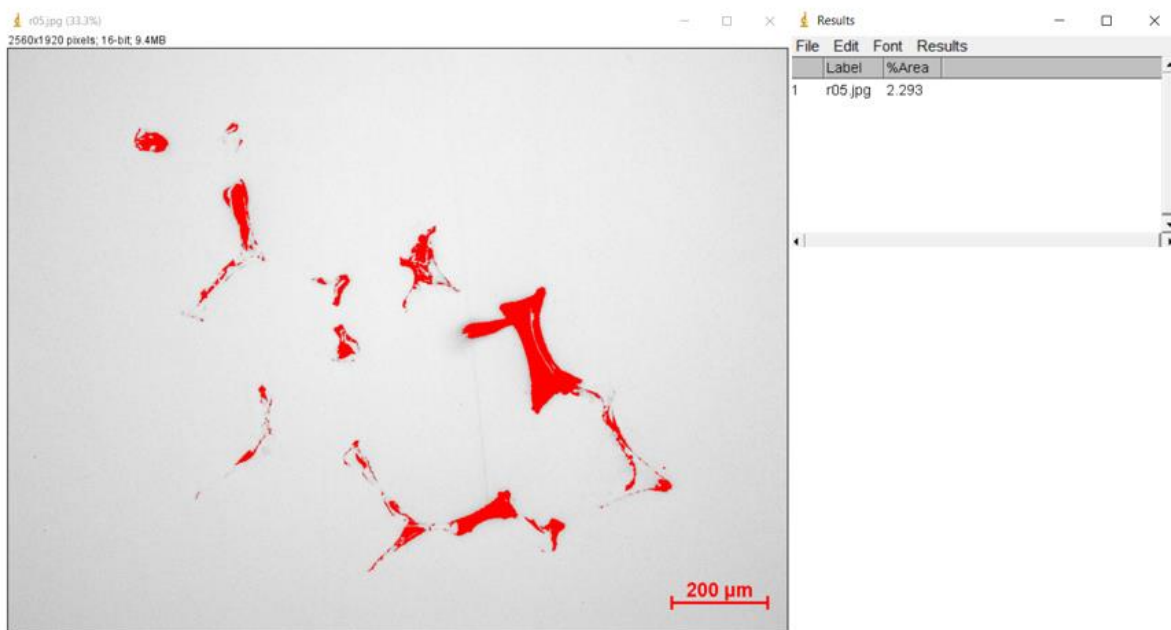 r05.jpg (33.3%)
2560x1920 pixels; 16-bit; 9.4MB
200 µm
Results
File Edit Font Results
Label %Area
1 r05.jpg 2.293